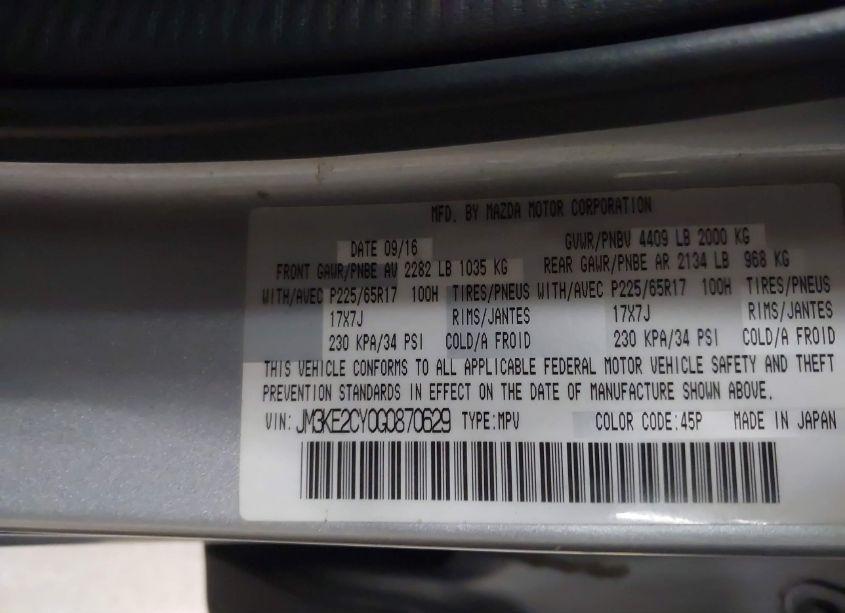 MFD. BY MAZDA MOTOR CORPORATION
DATE 09/16 GVWR/PNBV 4409 LB 2000 KG
FRONT GAWR/PNBE AV 2282 LB 1035 KG REAR GAWR/PNBE AR 2134 LB 968 KG
WITH/AVEC P225/65R17 100H TIRES/PNEUS WITH/AVEC P225/65R17 100H TIRES/PNEUS
17X7J RIMS/JANTES 17X7J RIMS/JANTES
230 KPA/34 PSI COLD/A FROID 230 KPA/34 PSI COLD/A FROID
THIS VEHICLE CONFORMS TO ALL APPLICABLE FEDERAL MOTOR VEHICLE SAFETY AND THEFT
PREVENTION STANDARDS IN EFFECT ON THE DATE OF MANUFACTURE SHOWN ABOVE.
VIN: JM3KE2CY0G0870629 TYPE:MPV COLOR CODE:45P MADE IN JAPAN